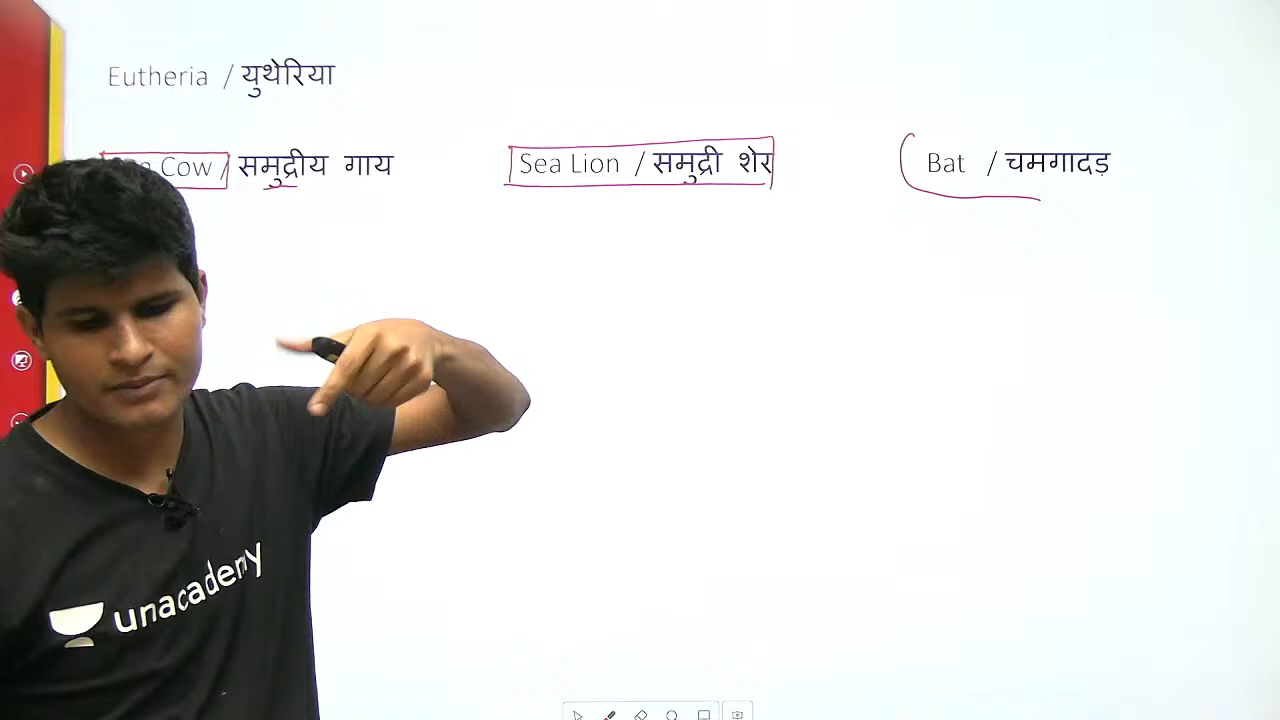 Eutheria / युथेरिया
Cow / समुद्रीय गाय
Sea Lion / समुद्री शेर
Bat / चमगादड़
unacademy